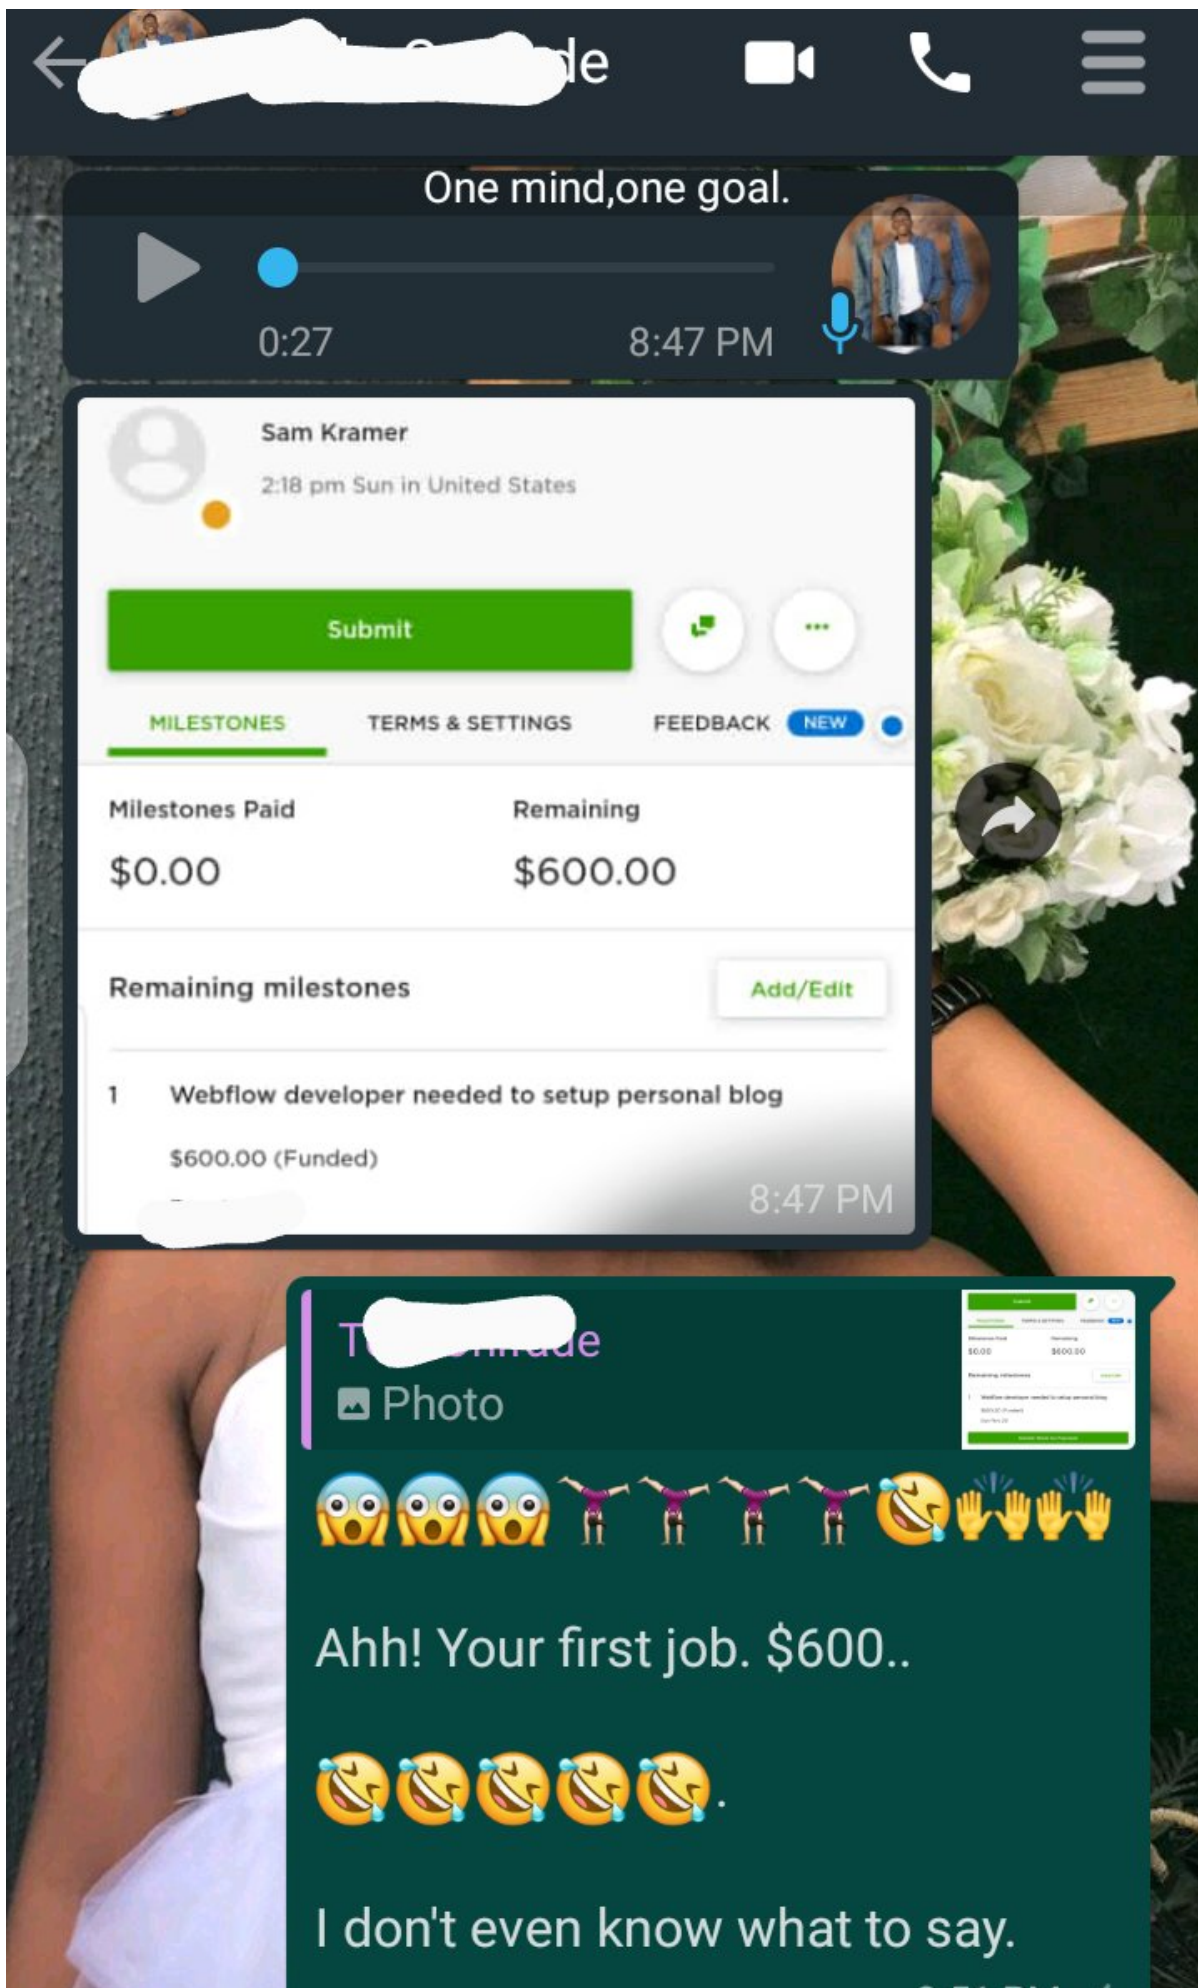 de
One mind,one goal.
0:27
8:47 PM
Sam Kramer
2:18 pm Sun in United States
Submit
MILESTONES
TERMS & SETTINGS
FEEDBACK
NEW
Milestones Paid
Remaining
$0.00
$600.00
Remaining milestones
Add/Edit
1 Webflow developer needed to setup personal blog
$600.00 (Funded)
8:47 PM
Photo
Ahh! Your first job. $600..
.
I don't even know what to say.